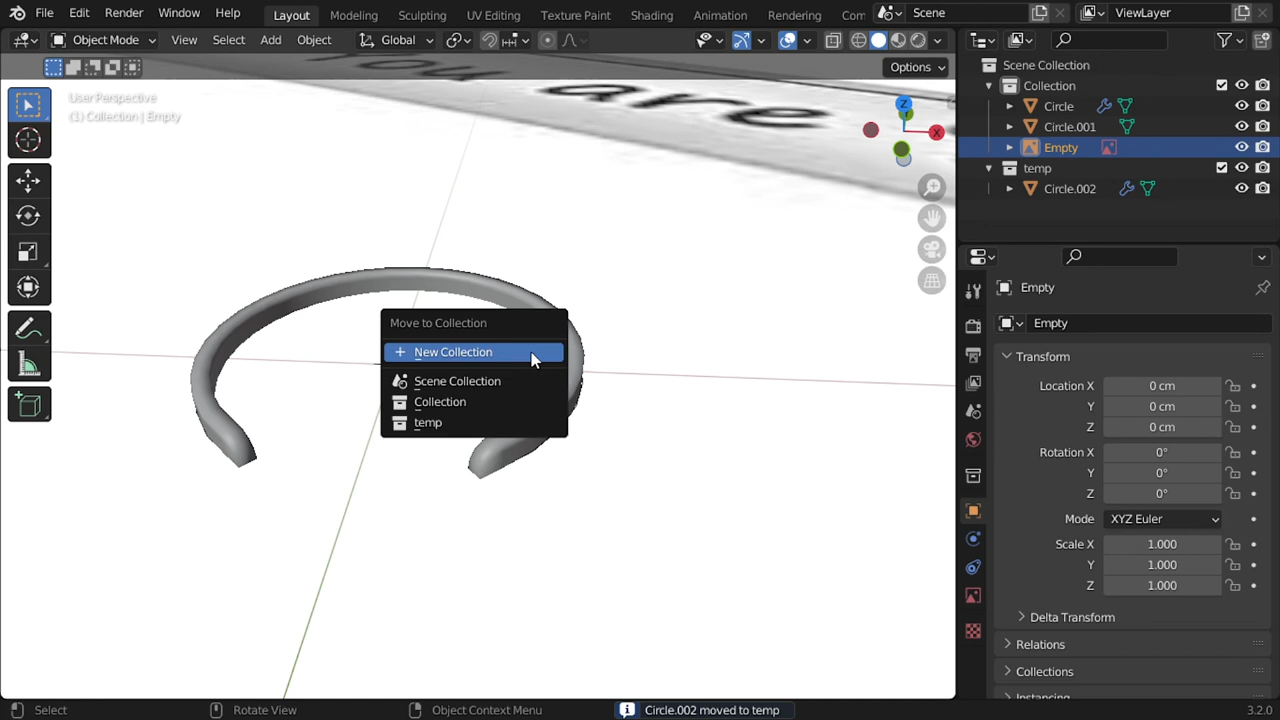 File Edit Render Window Help Layout Modeling Sculpting UV Editing Texture Paint Shading Animation Rendering Com Scene ViewLayer
Object Mode View Select Add Object Global
Options
User Perspective
(1) Collection | Empty
you are
Z
X
Move to Collection
New Collection
Scene Collection
Collection
temp
Scene Collection
Collection
Circle
Circle.001
Empty
temp
Circle.002
Empty
Empty
Transform
Location X 0 cm
Y 0 cm
Z 0 cm
Rotation X 0°
Y 0°
Z 0°
Mode XYZ Euler
Scale X 1.000
Y 1.000
Z 1.000
Delta Transform
Relations
Collections
Instancing
Select Rotate View Object Context Menu Circle.002 moved to temp 3.2.0